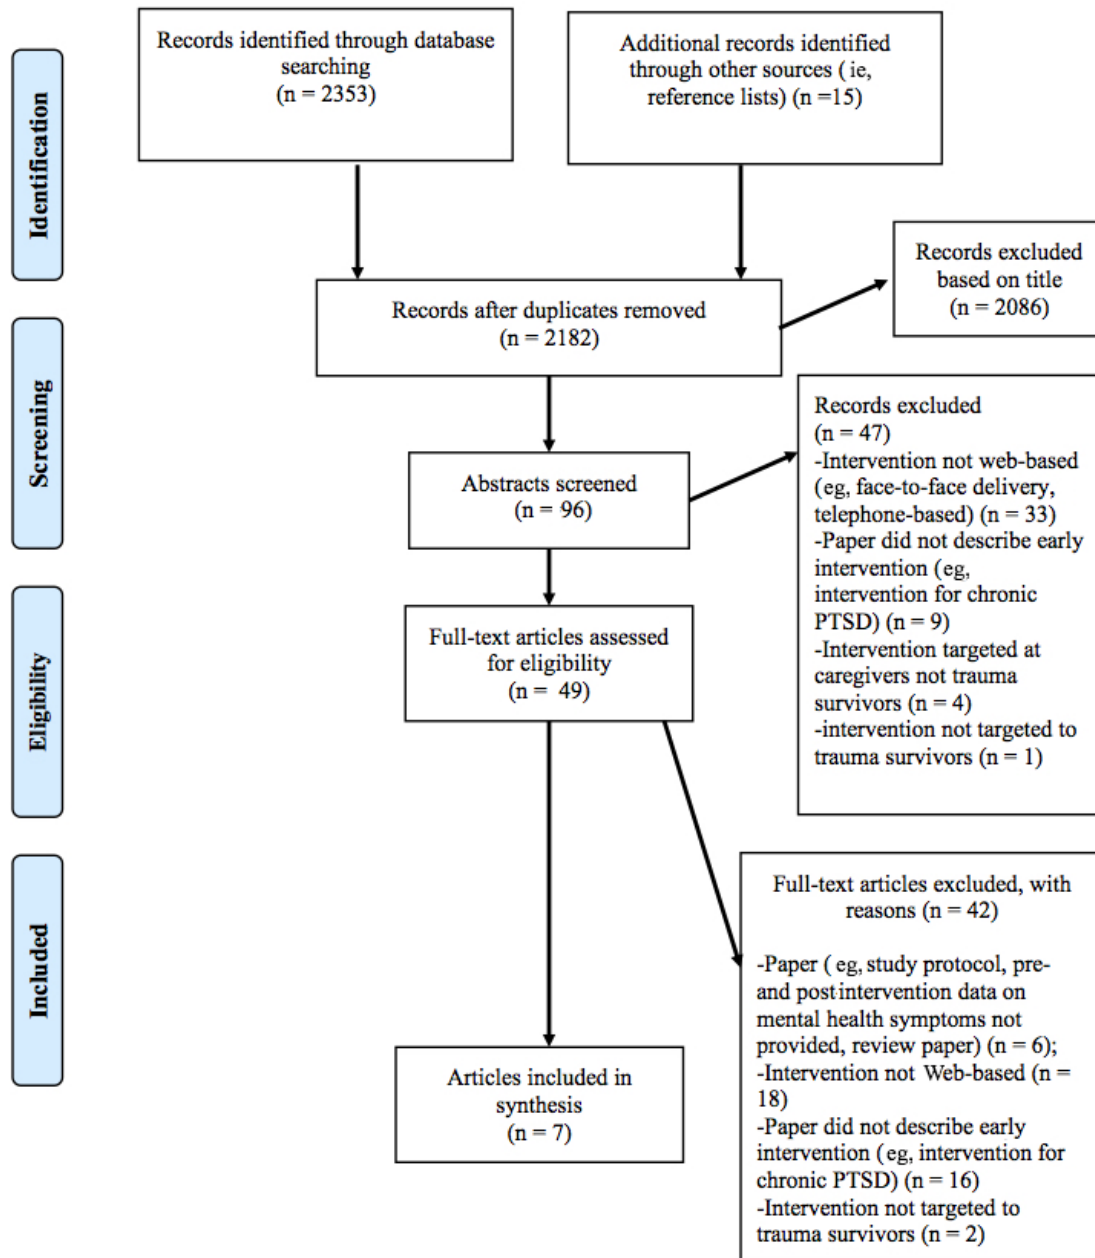 Records identified through database
searching
(n = 2353)
Additional records identified
through other sources ( ie,
reference lists) (n =15)
Identification
Records excluded
based on title
(n = 2086)
Records after duplicates removed
(n = 2182)
Screening
Records excluded
(n = 47)
-Intervention not web-based
(eg, face-to-face delivery,
telephone-based) (n = 33)
-Paper did not describe early
intervention (eg,
intervention for chronic
PTSD) (n = 9)
-Intervention targeted at
caregivers not trauma
survivors (n = 4)
-intervention not targeted to
trauma survivors (n = 1)
Abstracts screened
(n = 96)
Eligibility
Full-text articles assessed
for eligibility
(n = 49)
Full-text articles excluded, with
reasons (n = 42)
-Paper ( eg, study protocol, pre-
and post-intervention data on
mental health symptoms not
provided, review paper) (n = 6);
-Intervention not Web-based (n =
18)
-Paper did not describe early
intervention ( eg, intervention for
chronic PTSD) (n = 16)
-Intervention not targeted to
trauma survivors (n = 2)
Included
Articles included in
synthesis
(n = 7)